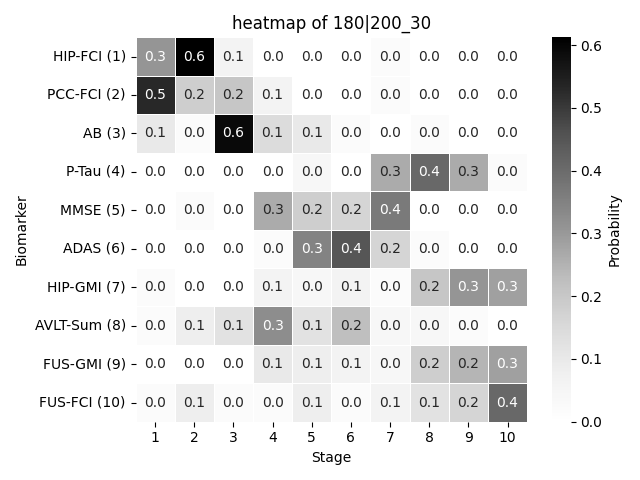 heatmap of 180|200_30
HIP-FCI (1) 0.3 0.6 0.1 0.0 0.0 0.0 0.0 0.0 0.0 0.0
PCC-FCI (2) 0.5 0.2 0.2 0.1 0.0 0.0 0.0 0.0 0.0 0.0
AB (3) 0.1 0.0 0.6 0.1 0.1 0.0 0.0 0.0 0.0 0.0
P-Tau (4) 0.0 0.0 0.0 0.0 0.0 0.0 0.3 0.4 0.3 0.0
MMSE (5) 0.0 0.0 0.0 0.3 0.2 0.2 0.4 0.0 0.0 0.0
ADAS (6) 0.0 0.0 0.0 0.0 0.3 0.4 0.2 0.0 0.0 0.0
HIP-GMI (7) 0.0 0.0 0.0 0.1 0.0 0.1 0.0 0.2 0.3 0.3
AVLT-Sum (8) 0.0 0.1 0.1 0.3 0.1 0.2 0.0 0.0 0.0 0.0
FUS-GMI (9) 0.0 0.0 0.0 0.1 0.1 0.1 0.0 0.2 0.2 0.3
FUS-FCI (10) 0.0 0.1 0.0 0.0 0.1 0.0 0.1 0.1 0.2 0.4
1 2 3 4 5 6 7 8 9 10
Stage
Biomarker
0.6
0.5
0.4
0.3
0.2
0.1
0.0
Probability